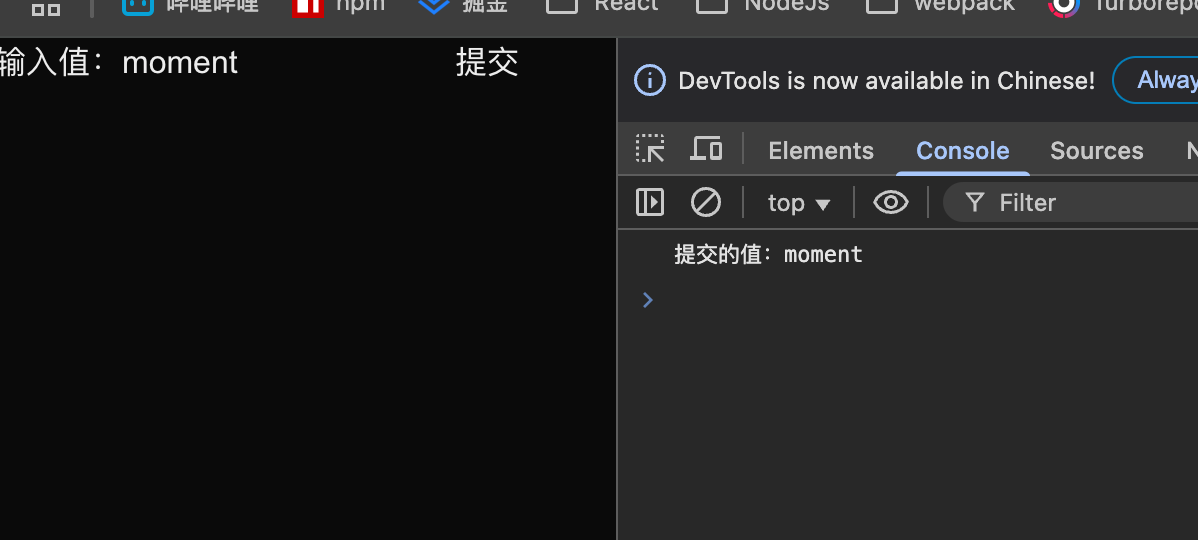 哔哩哔哩 npm 掘金 React NodeJs webpack Turborepo
输入值：moment 提交
DevTools is now available in Chinese! Alway
Elements Console Sources N
top Filter
提交的值：moment